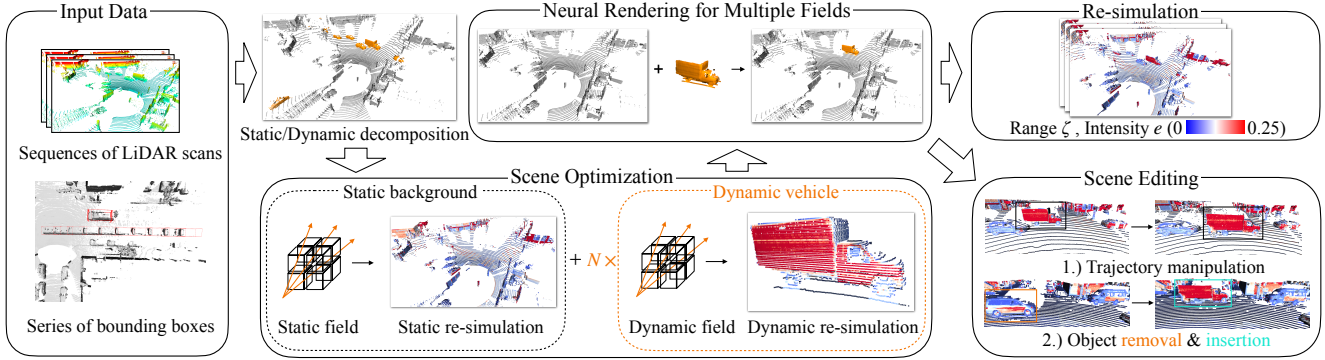 Input Data
Sequences of LiDAR scans
Series of bounding boxes
Static/Dynamic decomposition
Neural Rendering for Multiple Fields
+
Scene Optimization
Static background
Static field
Static re-simulation
+ N ×
Dynamic vehicle
Dynamic field
Dynamic re-simulation
Re-simulation
Range ζ , Intensity e (0 0.25)
Scene Editing
1.) Trajectory manipulation
2.) Object removal & insertion